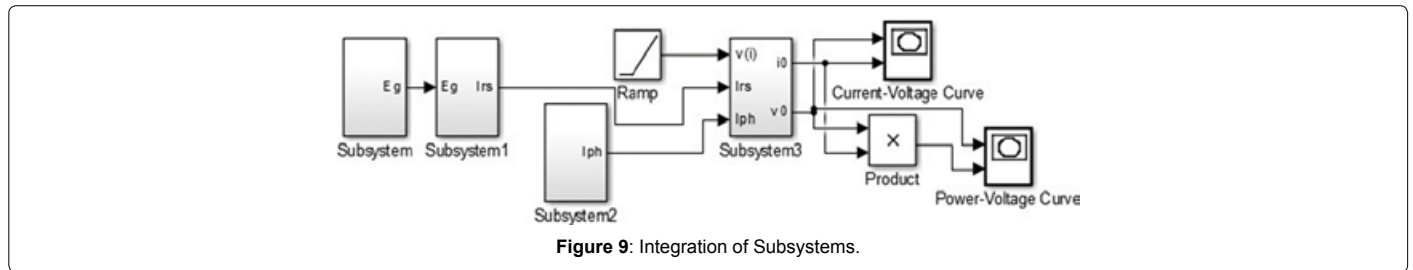 Eg
Subsystem
Eg Irs
Subsystem1
Ramp
Iph
Subsystem2
v(i) i0
Irs
Iph v0
Subsystem3
Current-Voltage Curve
×
Product
Power-Voltage Curve
Figure 9: Integration of Subsystems.